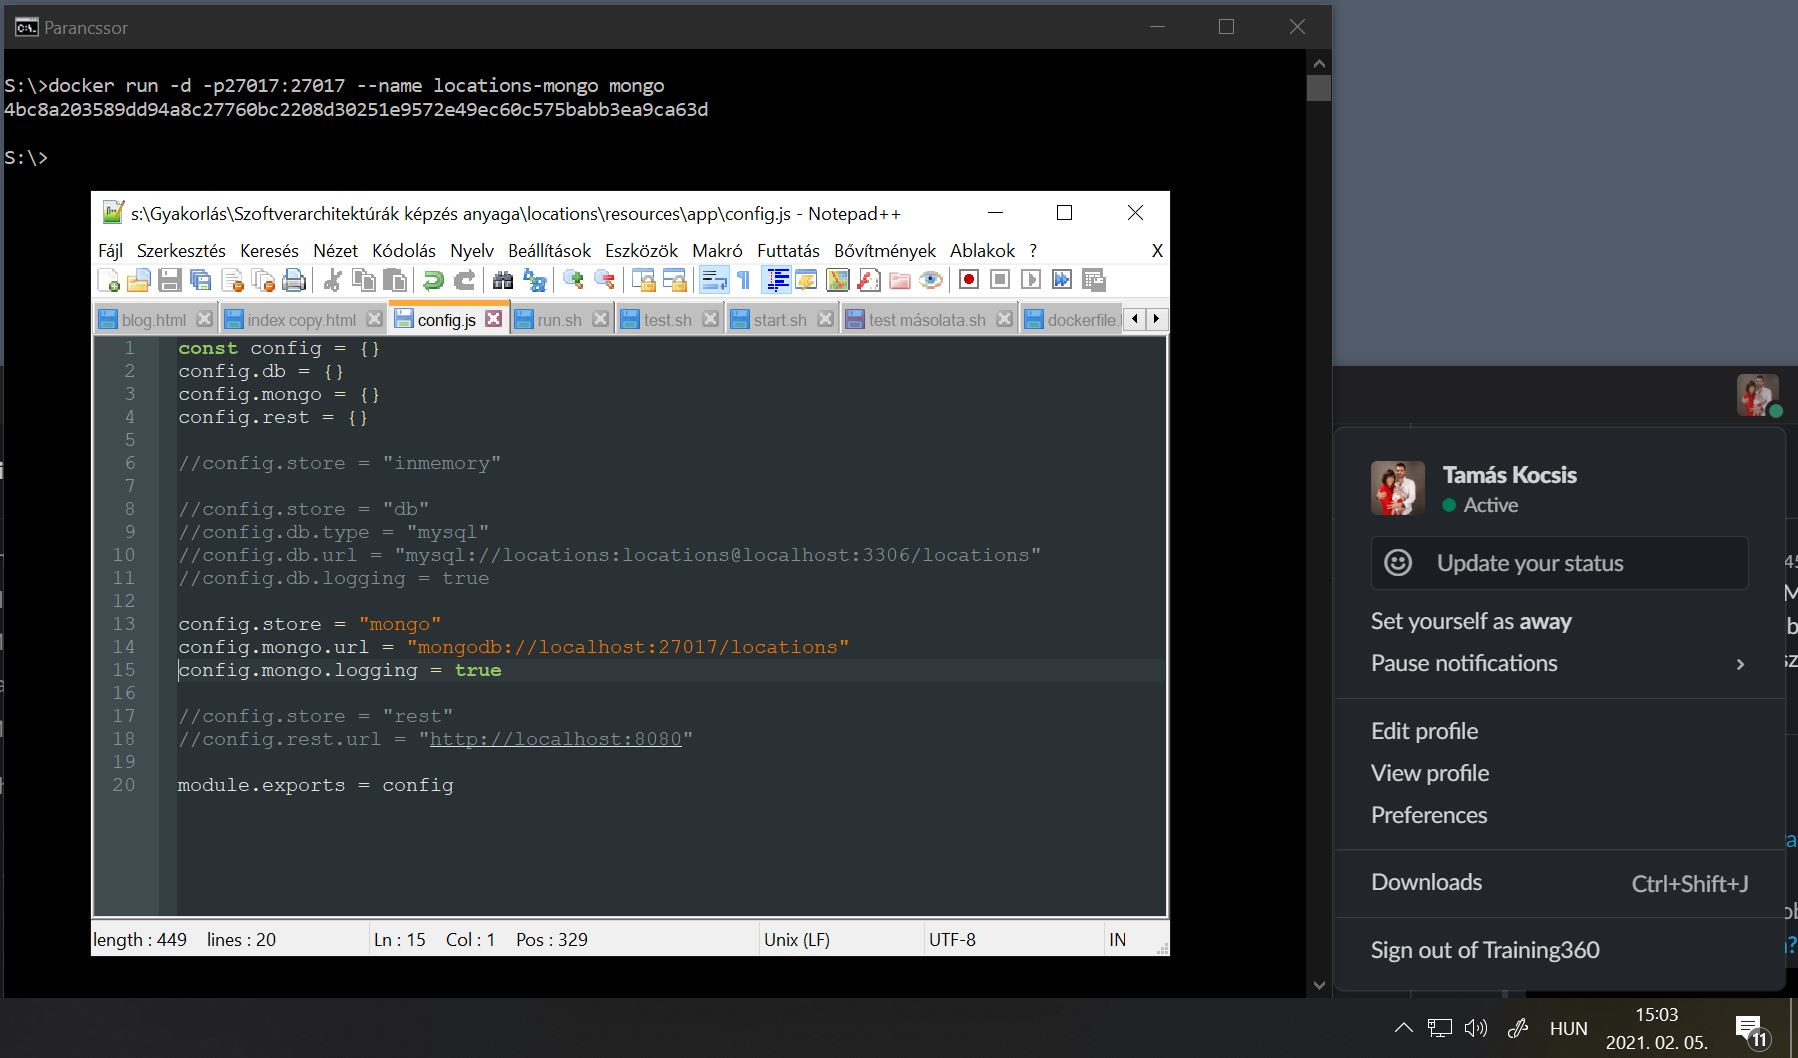 Parancssor
S:\>docker run -d -p27017:27017 --name locations-mongo mongo
4bc8a203589dd94a8c27760bc2208d30251e9572e49ec60c575babb3ea9ca63d
S:\>
s:\Gyakorlás\Szoftverarchitektúrák képzés anyaga\locations\resources\app\config.js - Notepad++
Fájl Szerkesztés Keresés Nézet Kódolás Nyelv Beállítások Eszközök Makró Futtatás Bővítmények Ablakok ? X
blog.html index copy.html config.js run.sh test.sh start.sh test másolata.sh dockerfile.
1 const config = {}
2 config.db = {}
3 config.mongo = {}
4 config.rest = {}
5
6 //config.store = "inmemory"
7
8 //config.store = "db"
9 //config.db.type = "mysql"
10 //config.db.url = "mysql://locations:locations@localhost:3306/locations"
11 //config.db.logging = true
12
13 config.store = "mongo"
14 config.mongo.url = "mongodb://localhost:27017/locations"
15 config.mongo.logging = true
16
17 //config.store = "rest"
18 //config.rest.url = "http://localhost:8080"
19
20 module.exports = config
length : 449 lines : 20 Ln : 15 Col : 1 Pos : 329 Unix (LF) UTF-8 IN
Tamás Kocsis
Active
Update your status
Set yourself as away
Pause notifications
Edit profile
View profile
Preferences
Downloads Ctrl+Shift+J
Sign out of Training360
HUN
15:03
2021. 02. 05.
11